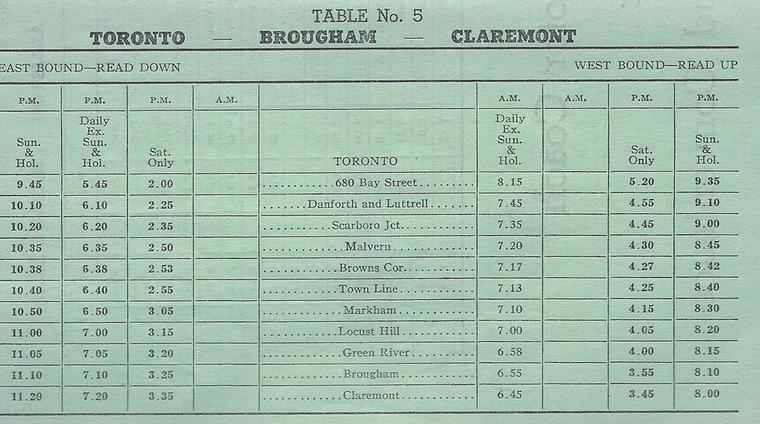 TABLE No. 5
TORONTO — BROUGHAM — CLAREMONT
EAST BOUND—READ DOWN WEST BOUND—READ UP
P.M. P.M. P.M. A.M. A.M. A.M. P.M. P.M.
Sun. & Hol. Daily Ex. Sun. & Hol. Sat. Only TORONTO Daily Ex. Sun. & Hol. Sat. Only Sun. & Hol.
9.45 5.45 2.00 ............680 Bay Street........ 8.15 5.20 9.35
10.10 6.10 2.25 .......Danforth and Luttrell....... 7.45 4.55 9.10
10.20 6.20 2.35 ...........Scarboro Jct........... 7.35 4.45 9.00
10.35 6.35 2.50 .............Malvern............. 7.20 4.30 8.45
10.38 6.38 2.53 ............Browns Cor........... 7.17 4.27 8.42
10.40 6.40 2.55 ............Town Line........... 7.13 4.25 8.40
10.50 6.50 3.05 .............Markham............ 7.10 4.15 8.30
11.00 7.00 3.15 ............Locust Hill........... 7.00 4.05 8.20
11.05 7.05 3.20 .............Green River.......... 6.58 4.00 8.15
11.10 7.10 3.25 .............Brougham............ 6.55 3.55 8.10
11.20 7.20 3.35 .............Claremont............ 6.45 3.45 8.00